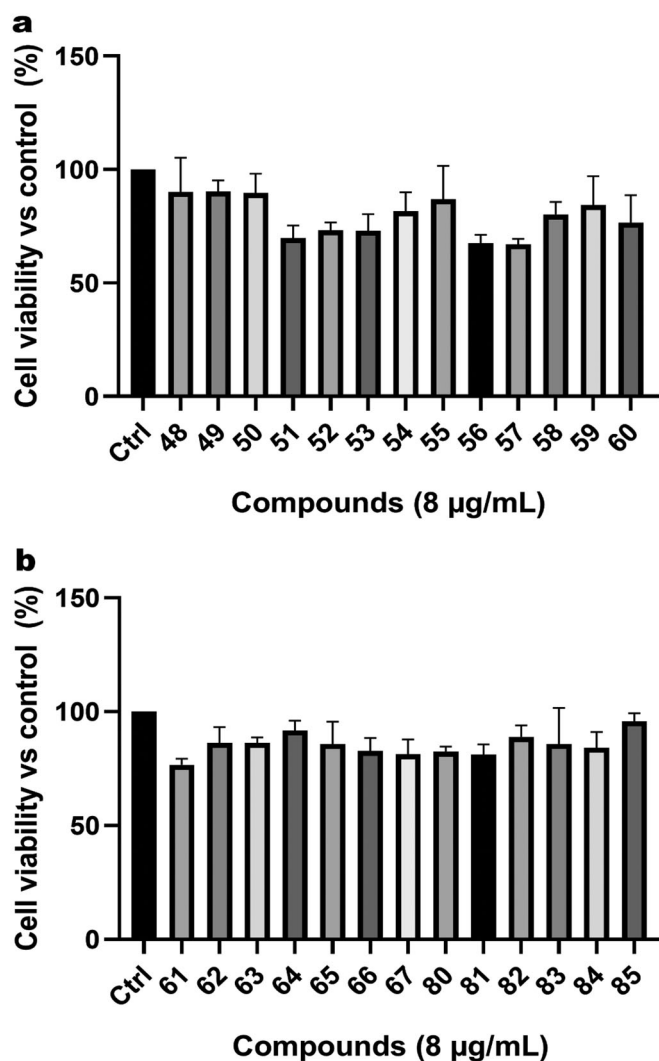 a
Cell viability vs control (%)
150
100
50
0
Ctrl 48 49 50 51 52 53 54 55 56 57 58 59 60
Compounds (8 µg/mL)
b
Cell viability vs control (%)
150
100
50
0
Ctrl 61 62 63 64 65 66 67 80 81 82 83 84 85
Compounds (8 µg/mL)